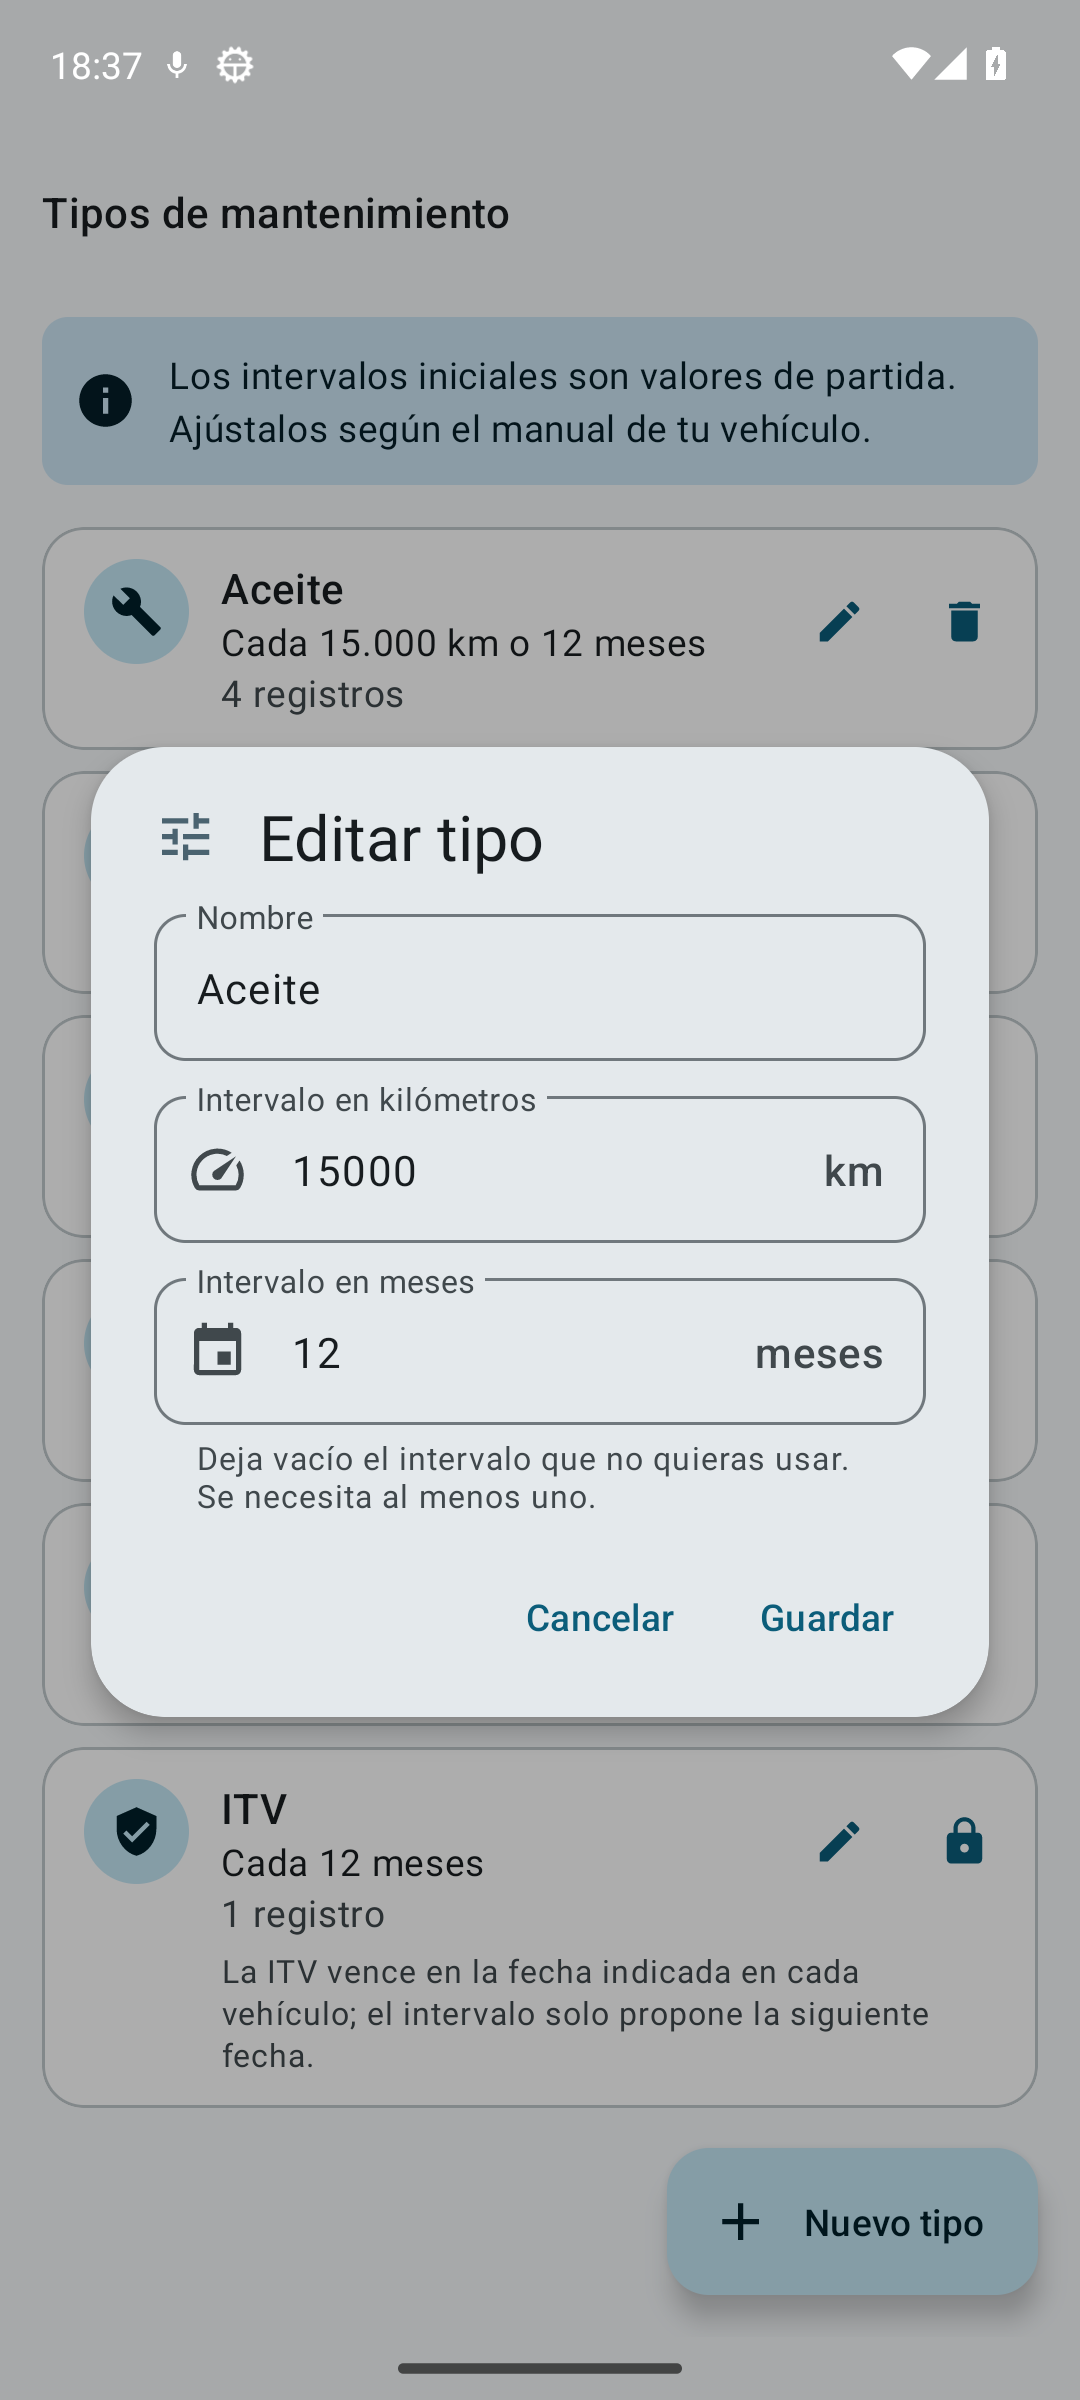 18:37
Tipos de mantenimiento
Los intervalos iniciales son valores de partida.
Ajústalos según el manual de tu vehículo.
Aceite
Cada 15.000 km o 12 meses
4 registros
Editar tipo
Nombre
Aceite
Intervalo en kilómetros
15000 km
Intervalo en meses
12 meses
Deja vacío el intervalo que no quieras usar.
Se necesita al menos uno.
Cancelar Guardar
ITV
Cada 12 meses
1 registro
La ITV vence en la fecha indicada en cada
vehículo; el intervalo solo propone la siguiente
fecha.
Nuevo tipo